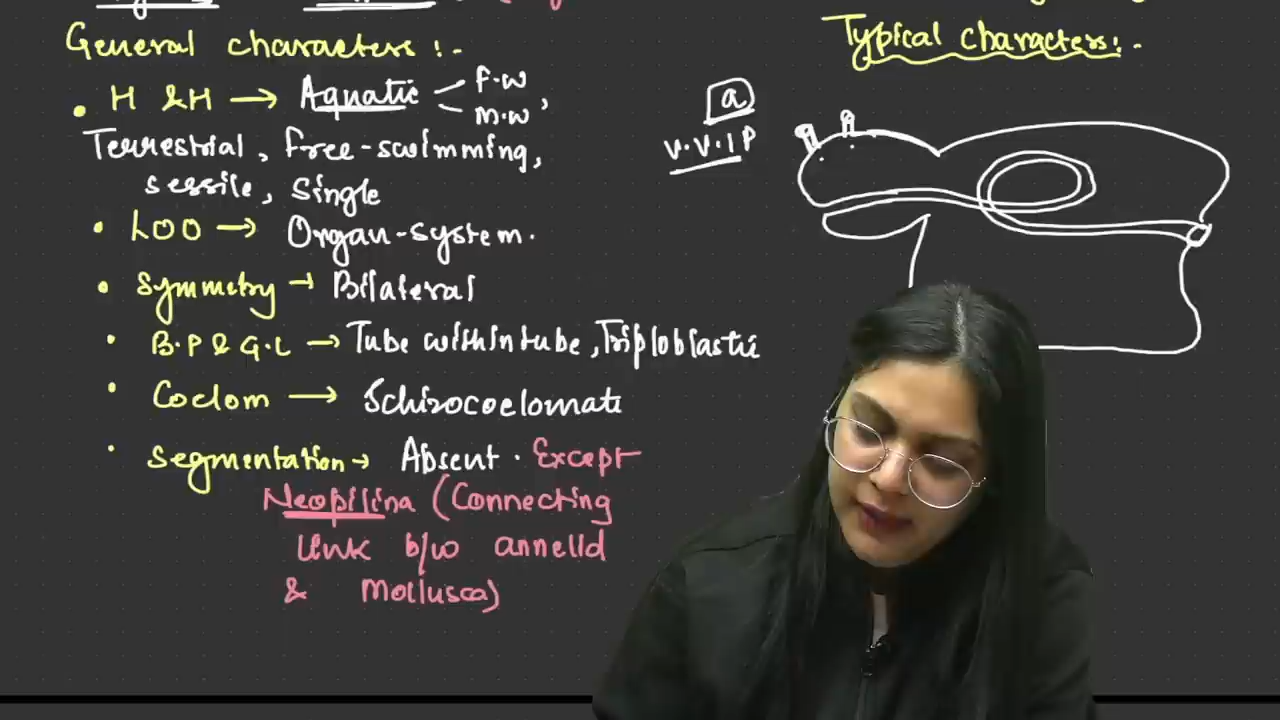 General characters :-
• H & H → Aquatic
f.w
m.w ,
Terrestrial, free-swimming,
sessile, single
• LOO → Organ-system.
• Symmetry → Bilateral
• B.P & G.L → Tube within tube, Triploblastic
• Coelom → Schizocoelomate
• Segmentation → Absent. Except
Neopilina (Connecting
link b/w annelid
& Mollusca)
Typical characters :-
a
V.V.I P